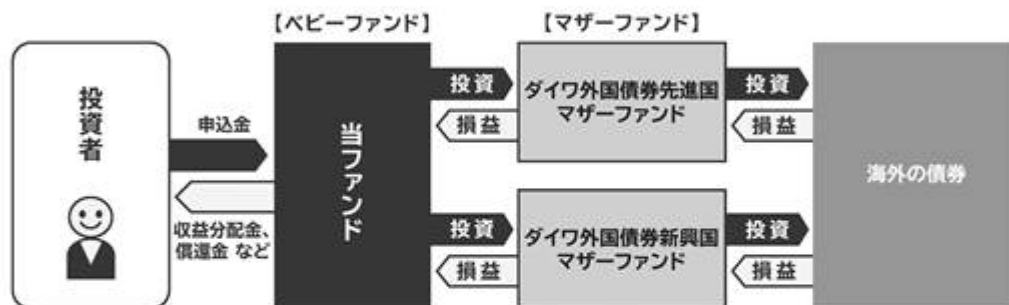 【ベビーファンド】
【マザーファンド】
投資者
申込金
収益分配金、
償還金 など
当ファンド
投資
損益
ダイワ外国債券先進国
マザーファンド
投資
損益
投資
損益
ダイワ外国債券新興国
マザーファンド
投資
損益
海外の債券